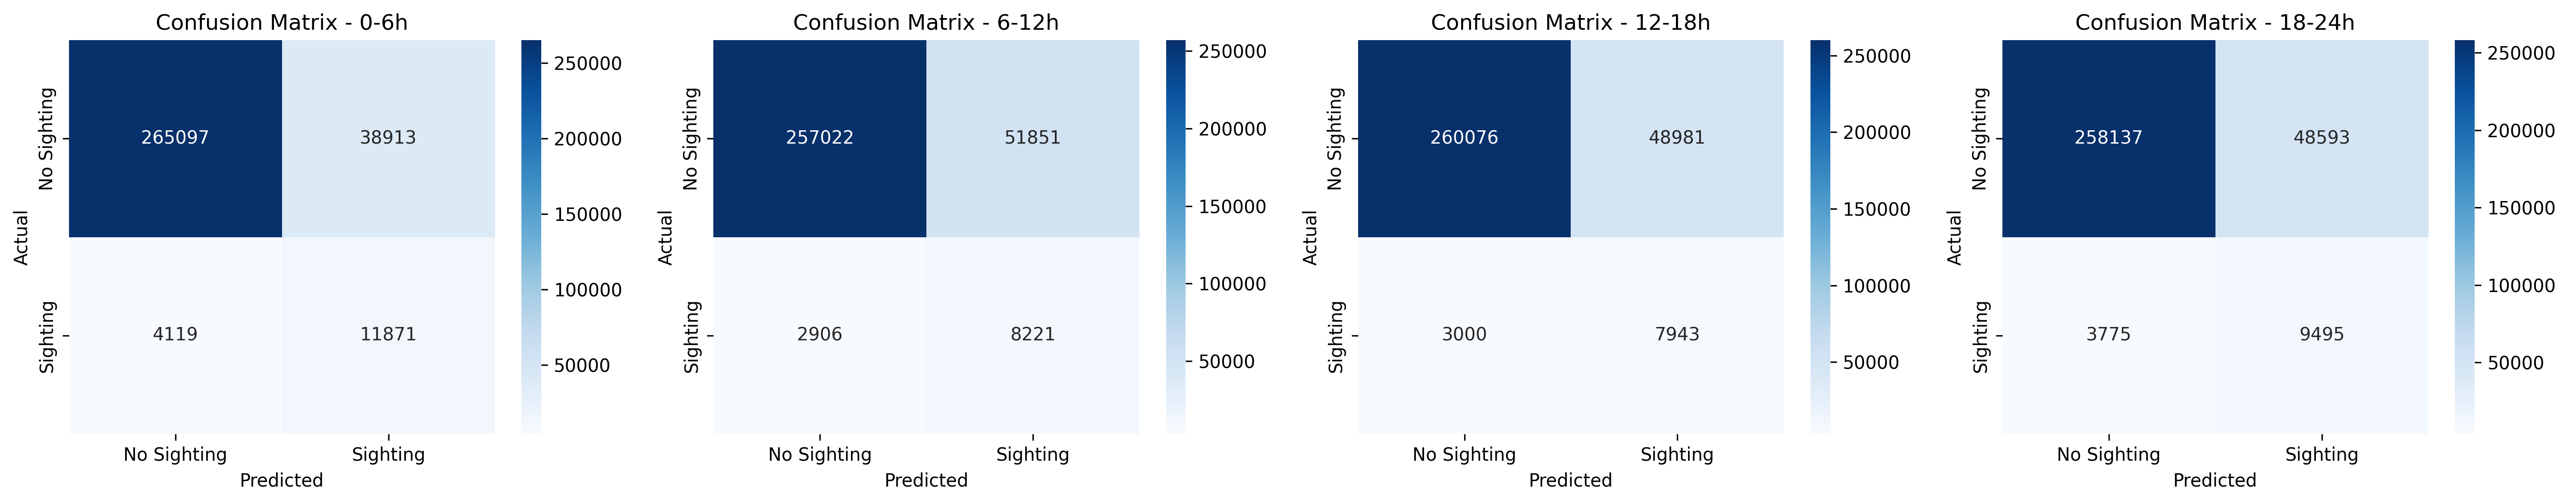 Confusion Matrix - 0-6h
No Sighting
Sighting
Actual
265097
38913
4119
11871
No Sighting
Sighting
Predicted
250000
200000
150000
100000
50000
Confusion Matrix - 6-12h
No Sighting
Sighting
Actual
257022
51851
2906
8221
No Sighting
Sighting
Predicted
250000
200000
150000
100000
50000
Confusion Matrix - 12-18h
No Sighting
Sighting
Actual
260076
48981
3000
7943
No Sighting
Sighting
Predicted
250000
200000
150000
100000
50000
Confusion Matrix - 18-24h
No Sighting
Sighting
Actual
258137
48593
3775
9495
No Sighting
Sighting
Predicted
250000
200000
150000
100000
50000